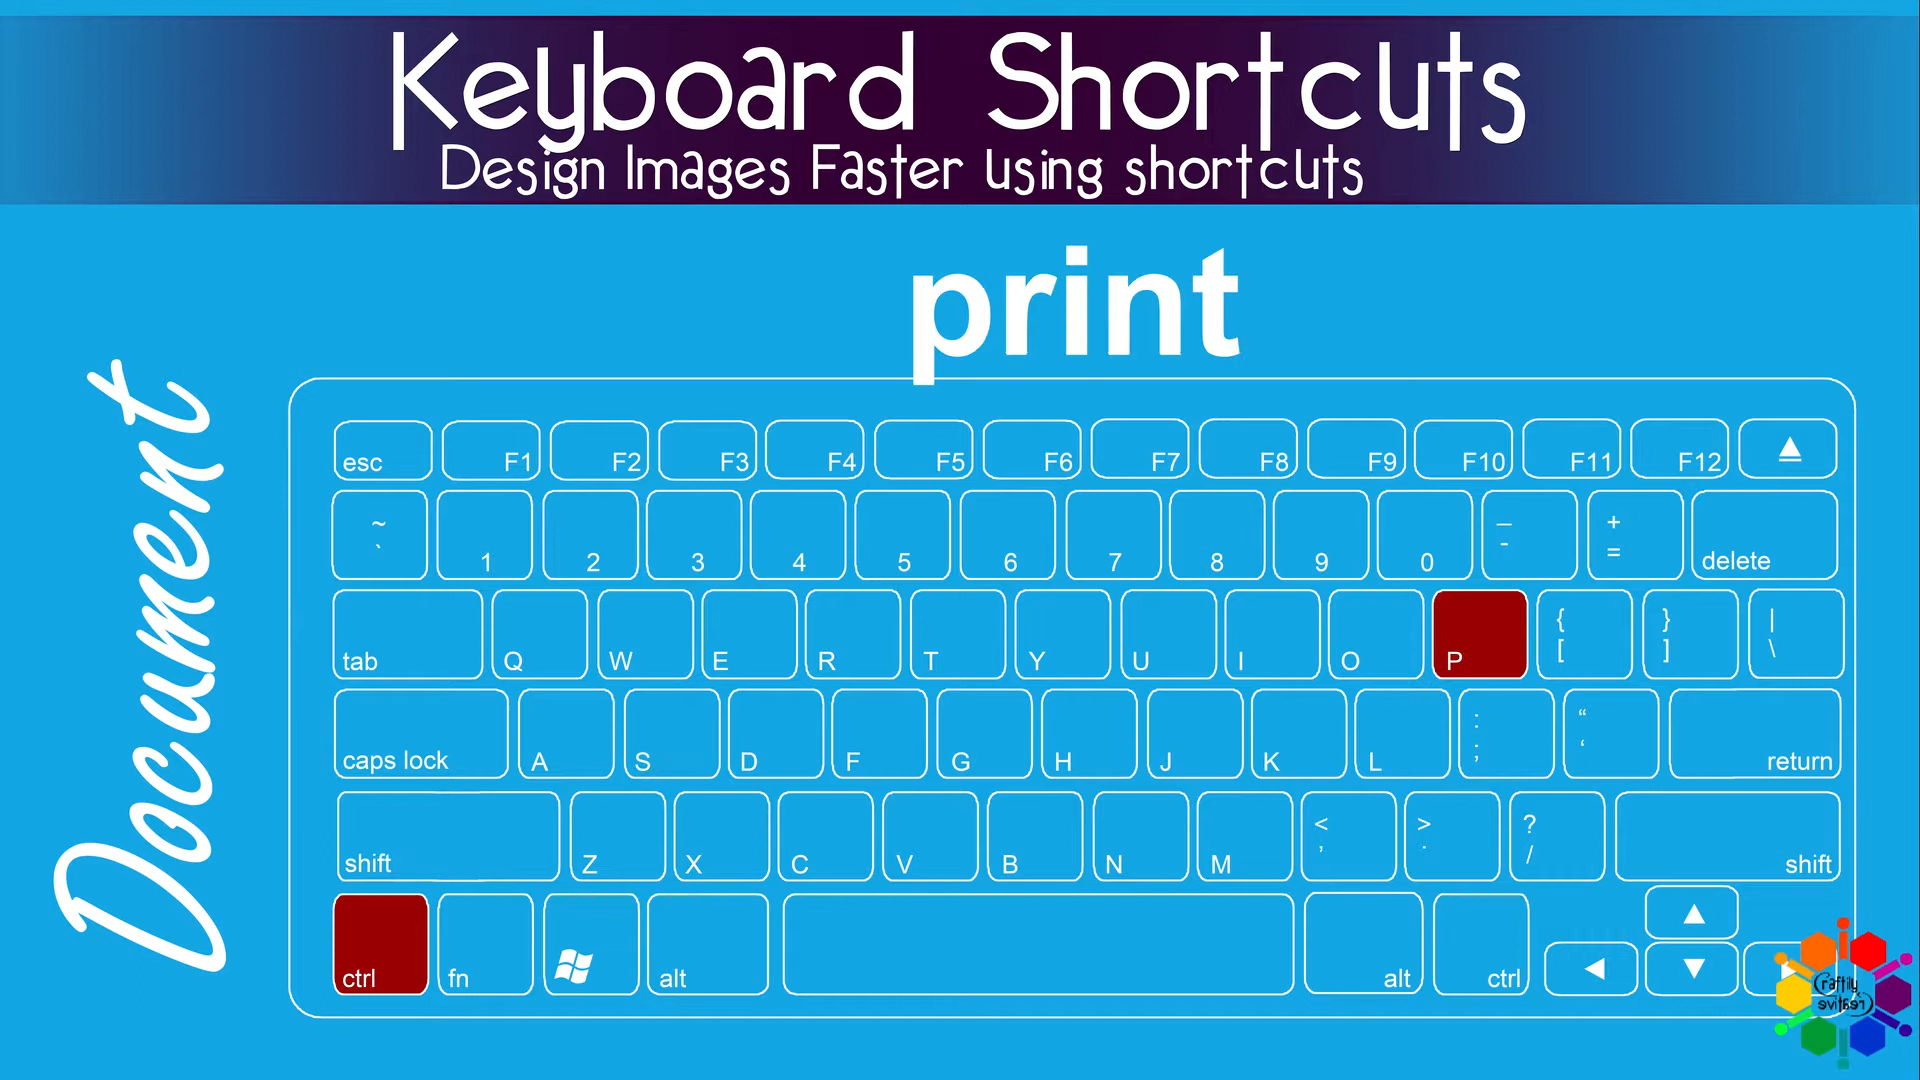 Keyboard Shortcuts
Design Images Faster using shortcuts
print
Document
esc F1 F2 F3 F4 F5 F6 F7 F8 F9 F10 F11 F12
~ ` 1 2 3 4 5 6 7 8 9 0 _ - + = delete
tab Q W E R T Y U I O P { [ } ] | \
caps lock A S D F G H J K L : ; “ ‘ return
shift Z X C V B N M < , > . ? / shift
ctrl fn alt alt ctrl
Craftily
Creative